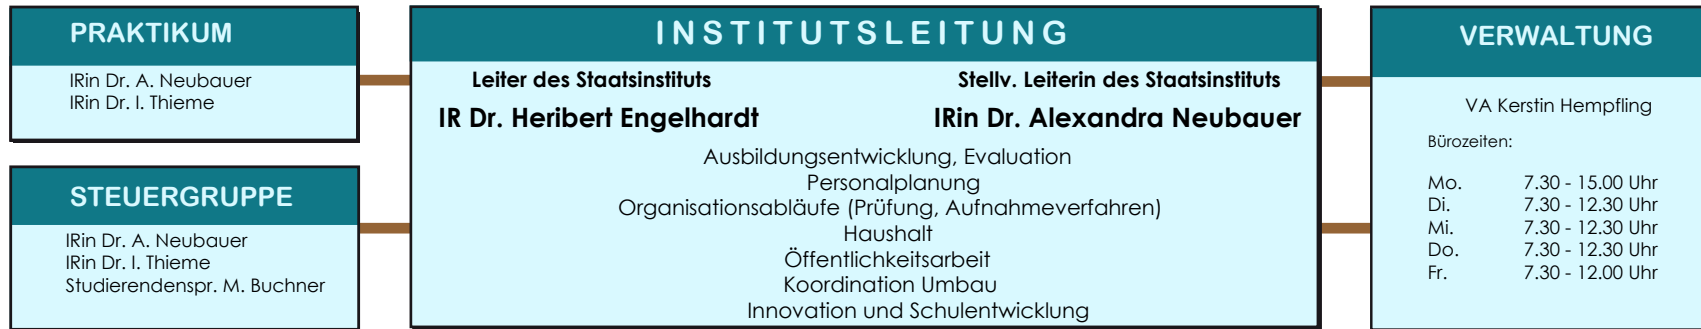 PRAKTIKUM
IRin Dr. A. Neubauer
IRin Dr. I. Thieme
STEUERGRUPPE
IRin Dr. A. Neubauer
IRin Dr. I. Thieme
Studierendenspr. M. Buchner
INSTITUTSLEITUNG
Leiter des Staatsinstituts
IR Dr. Heribert Engelhardt
Stellv. Leiterin des Staatsinstituts
IRin Dr. Alexandra Neubauer
Ausbildungsentwicklung, Evaluation
Personalplanung
Organisationsabläufe (Prüfung, Aufnahmeverfahren)
Haushalt
Öffentlichkeitsarbeit
Koordination Umbau
Innovation und Schulentwicklung
VERWALTUNG
VA Kerstin Hempfling
Bürozeiten:
Mo. 7.30 - 15.00 Uhr
Di. 7.30 - 12.30 Uhr
Mi. 7.30 - 12.30 Uhr
Do. 7.30 - 12.30 Uhr
Fr. 7.30 - 12.00 Uhr